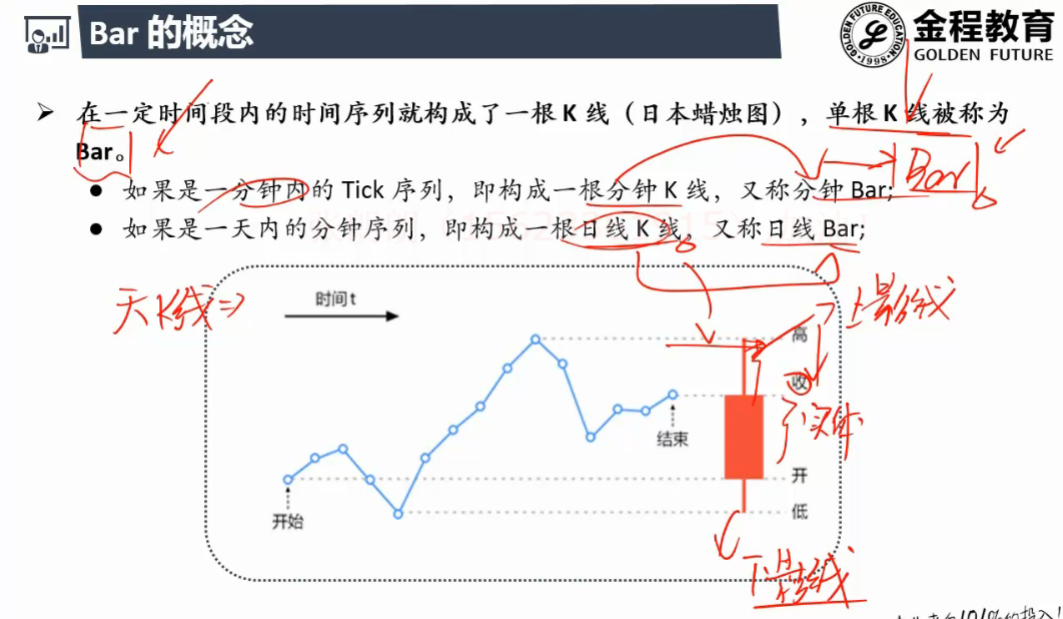 Bar 的概念
金程教育
GOLDEN FUTURE EDUCATION
1998
GOLDEN FUTURE
➢ 在一定时间段内的时间序列就构成了一根 K 线（日本蜡烛图），单根 K 线被称为
Bar。
Bar
● 如果是一分钟内的 Tick 序列，即构成一根分钟 K 线，又称分钟 Bar;
● 如果是一天内的分钟序列，即构成一根日线 K 线，又称日线 Bar;
天K线⇒
时间 t
上影线
高
收
实体
结束
开
开始
低
下影线